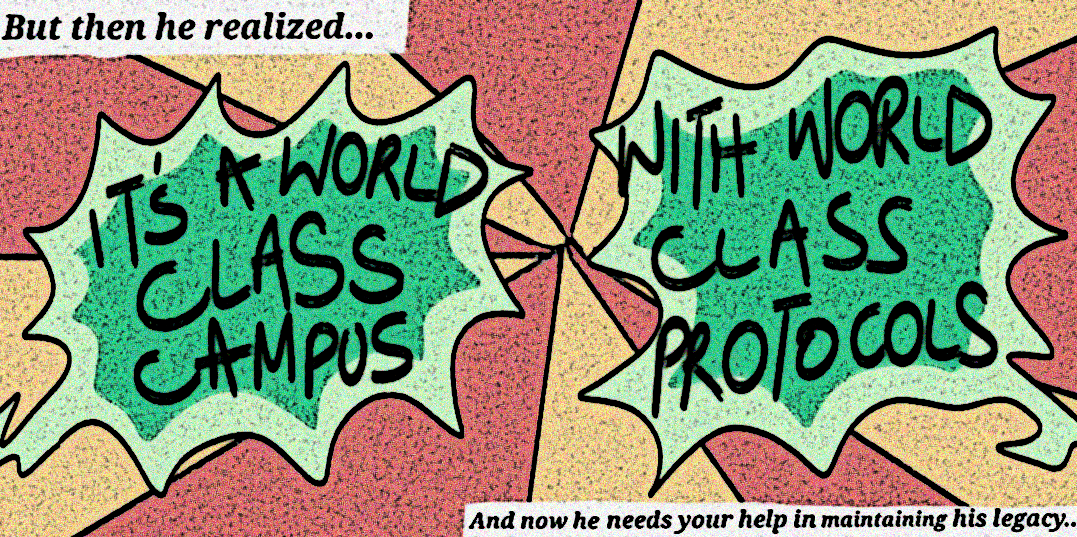 But then he realized...
IT'S A WORLD
CLASS
CAMPUS
WITH WORLD
CLASS
PROTOCOLS
And now he needs your help in maintaining his legacy..